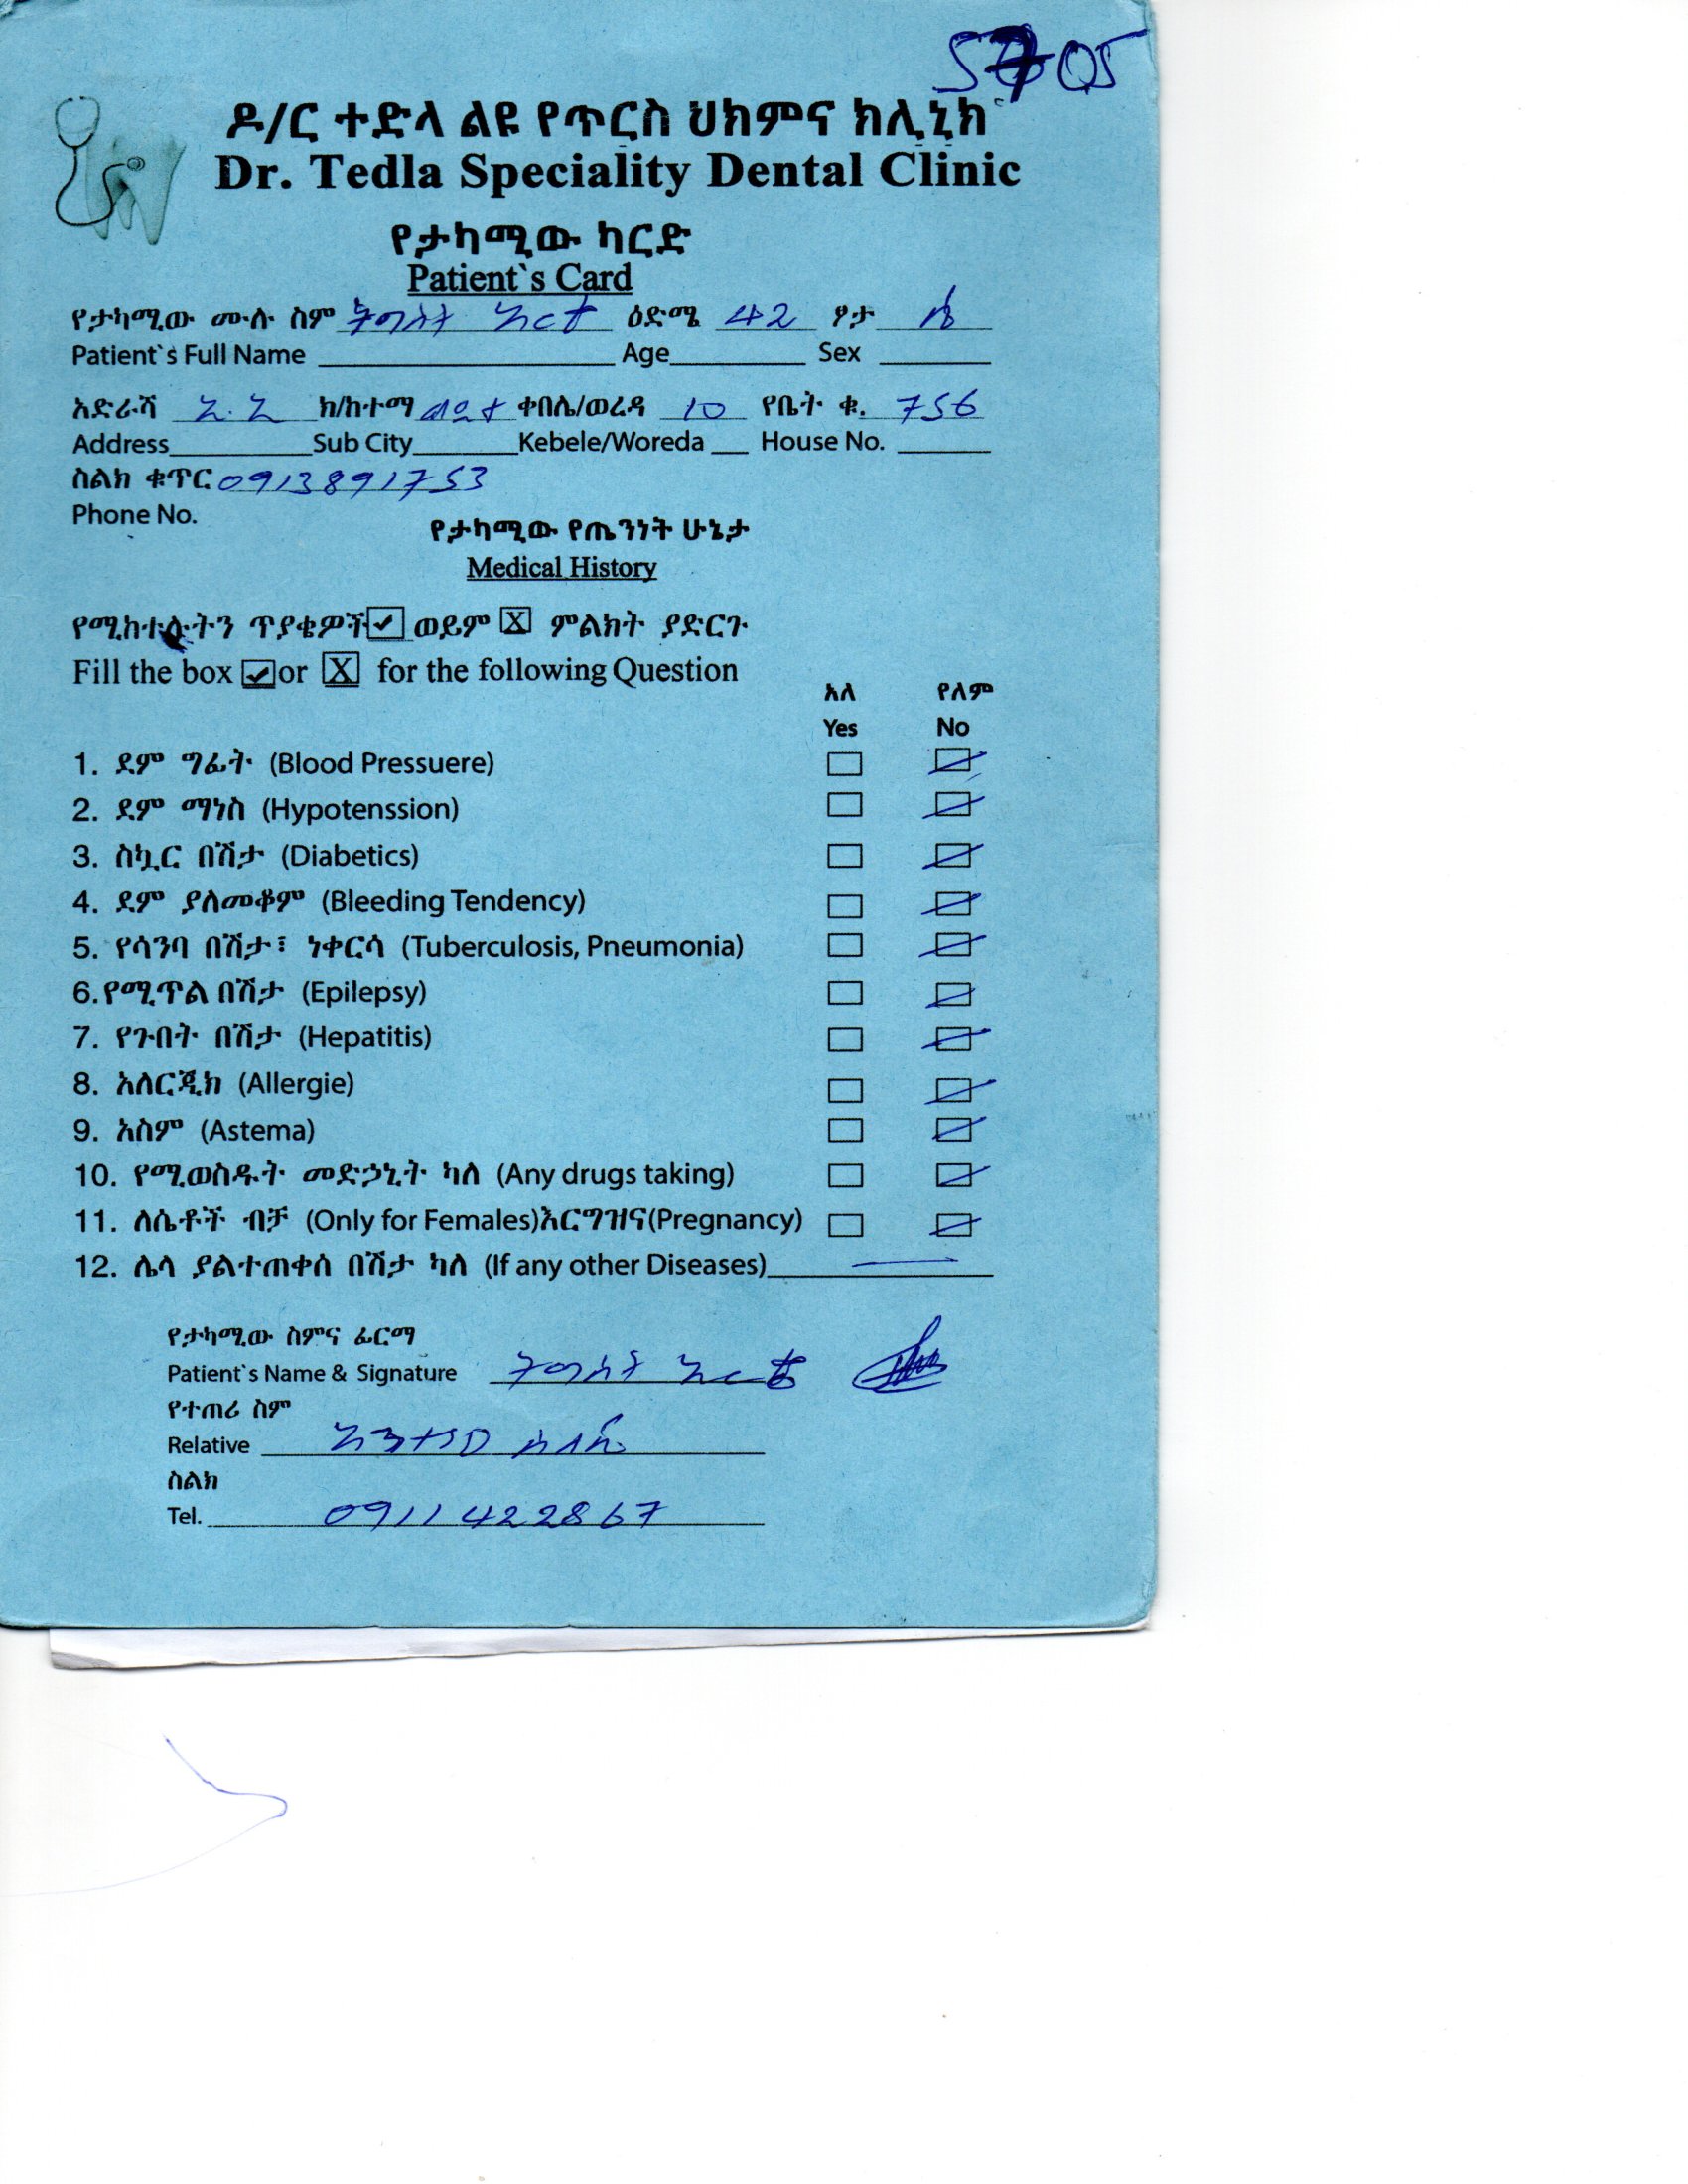 5705
ዶ/ር ተድላ ልዩ የጥርስ ህክምና ክሊኒክ
Dr. Tedla Speciality Dental Clinic
የታካሚው ካርድ
Patient`s Card
የታካሚው ሙሉ ስም ትግስት ዕድሜ 42 ፆታ ሴ
Patient`s Full Name Age Sex
አድራሻ አ.አ ክ/ከተማ ልደታ ቀበሌ/ወረዳ 10 የቤት ቁ. 756
Address Sub City Kebele/Woreda House No.
ስልክ ቁጥር 0913891753
Phone No.
የታካሚው የጤንነት ሁኔታ
Medical History
የሚከተሉትን ጥያቄዎች ወይም X ምልክት ያድርጉ
Fill the box or X for the following Question
አለ የለም
Yes No
1. ደም ግፊት (Blood Pressuere)
2. ደም ማነስ (Hypotenssion)
3. ስኳር በሽታ (Diabetics)
4. ደም ያለመቆም (Bleeding Tendency)
5. የሳንባ በሽታ፣ ነቀርሳ (Tuberculosis, Pneumonia)
6.የሚጥል በሽታ (Epilepsy)
7. የጉበት በሽታ (Hepatitis)
8. አለርጂክ (Allergie)
9. አስም (Astema)
10. የሚወስዱት መድኃኒት ካለ (Any drugs taking)
11. ለሴቶች ብቻ (Only for Females)እርግዝና(Pregnancy)
12. ሌላ ያልተጠቀሰ በሽታ ካለ (If any other Diseases)
የታካሚው ስምና ፊርማ
Patient`s Name & Signature ትግስት
የተጠሪ ስም
Relative
ስልክ
Tel. 0911422867